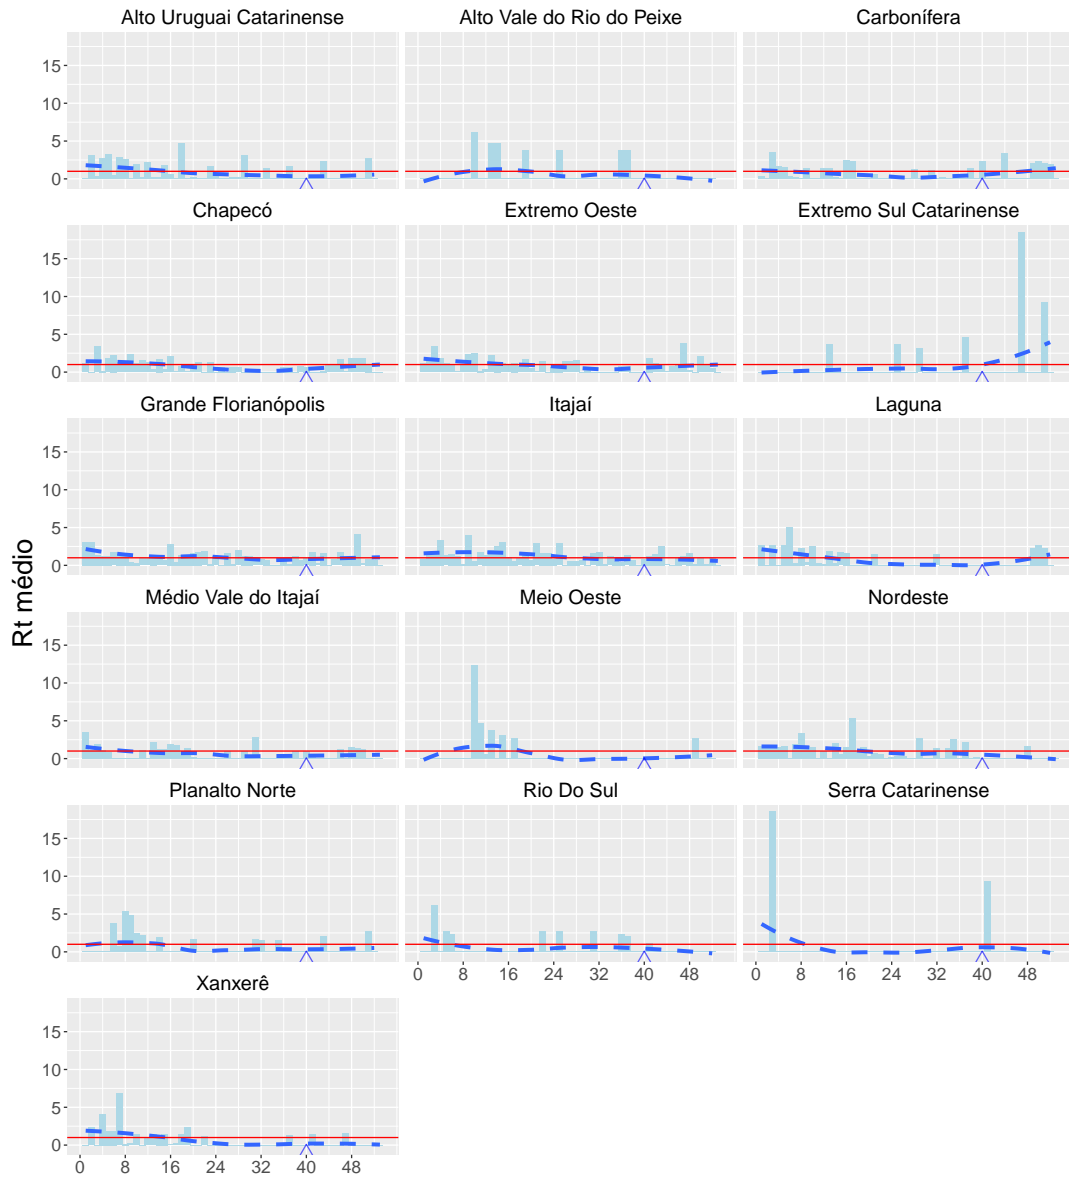 Alto Uruguai Catarinense Alto Vale do Rio do Peixe Carbonífera
15
10
5
0
Chapecó Extremo Oeste Extremo Sul Catarinense
15
10
5
0
Grande Florianópolis Itajaí Laguna
15
10
5
0
Rt médio
Médio Vale do Itajaí Meio Oeste Nordeste
15
10
5
0
Planalto Norte Rio Do Sul Serra Catarinense
15
10
5
0
0 8 16 24 32 40 48 0 8 16 24 32 40 48
Xanxerê
15
10
5
0
0 8 16 24 32 40 48